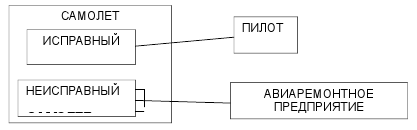 САМОЛЕТ
ИСПРАВНЫЙ
ПИЛОТ
НЕИСПРАВНЫЙ
АВИАРЕМОНТНОЕ
ПРЕДПРИЯТИЕ